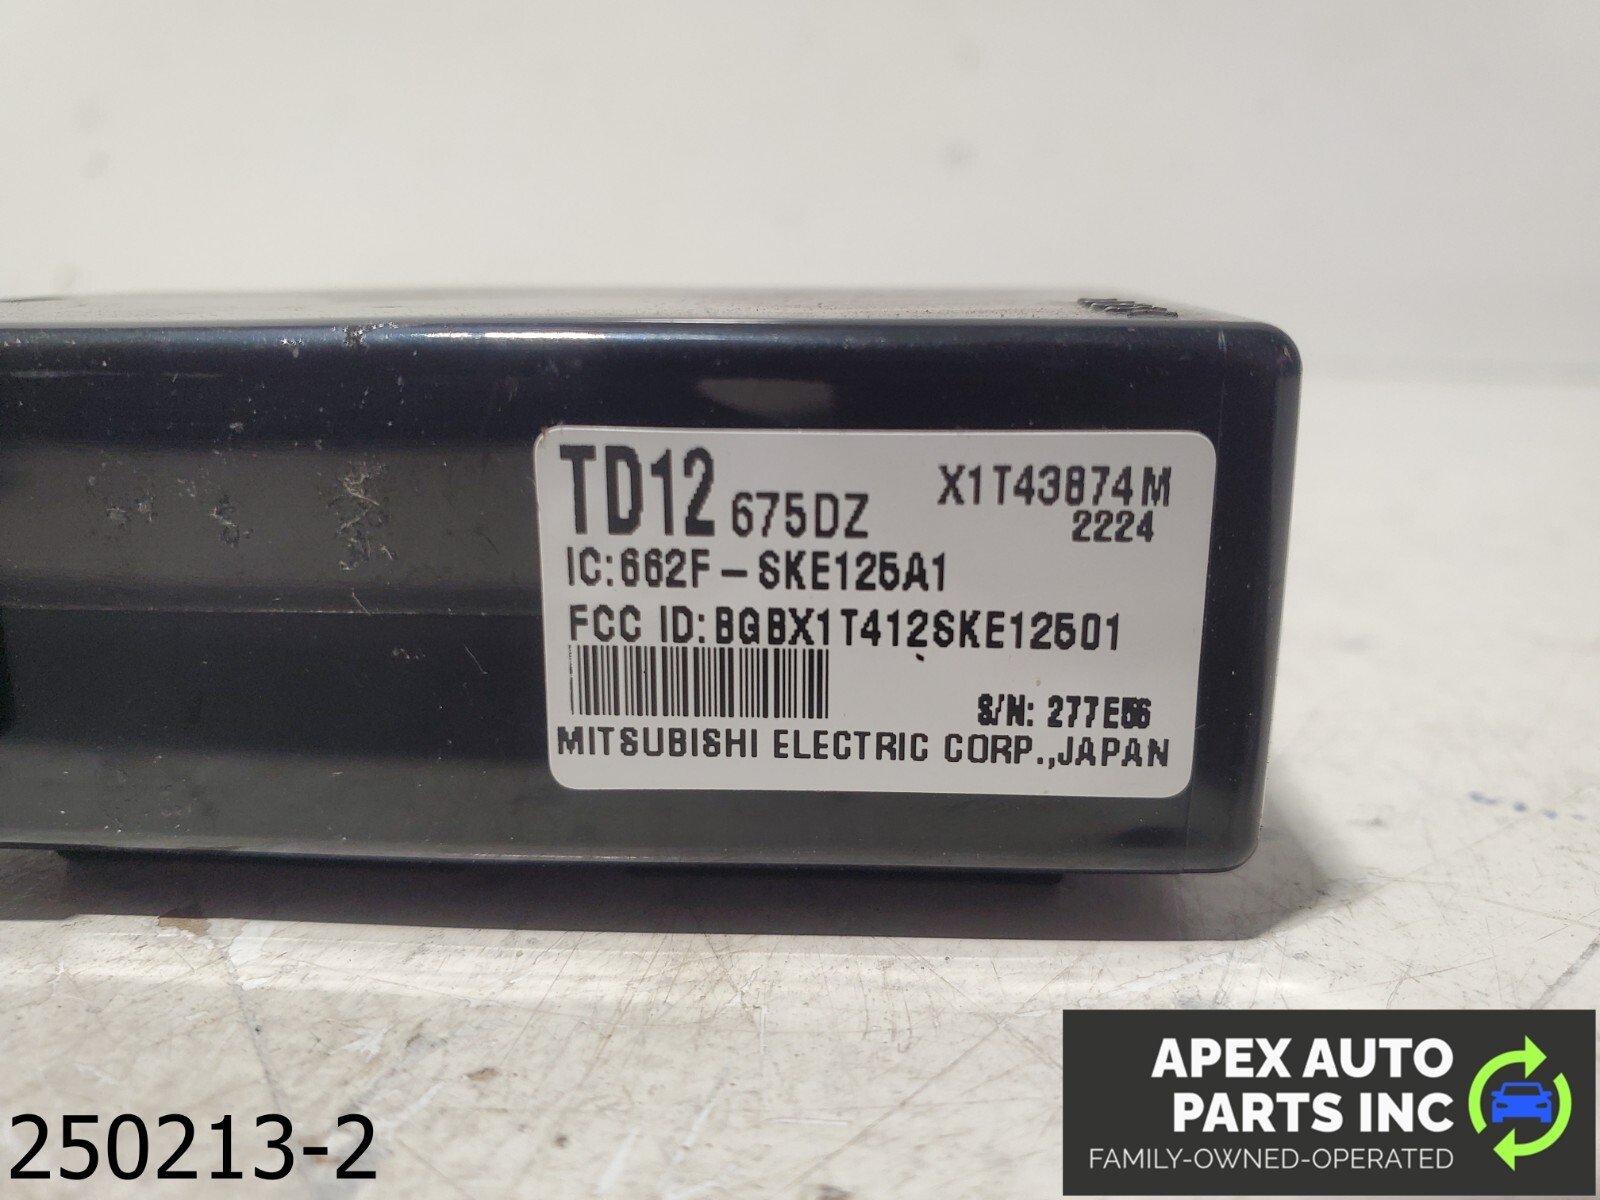 TD12 675DZ X1T43874M
2224
IC:662F-SKE125A1
FCC ID:BGBX1T412SKE12501
S/N: 277E56
MITSUBISHI ELECTRIC CORP.,JAPAN
250213-2
APEX AUTO
PARTS INC
FAMILY-OWNED-OPERATED